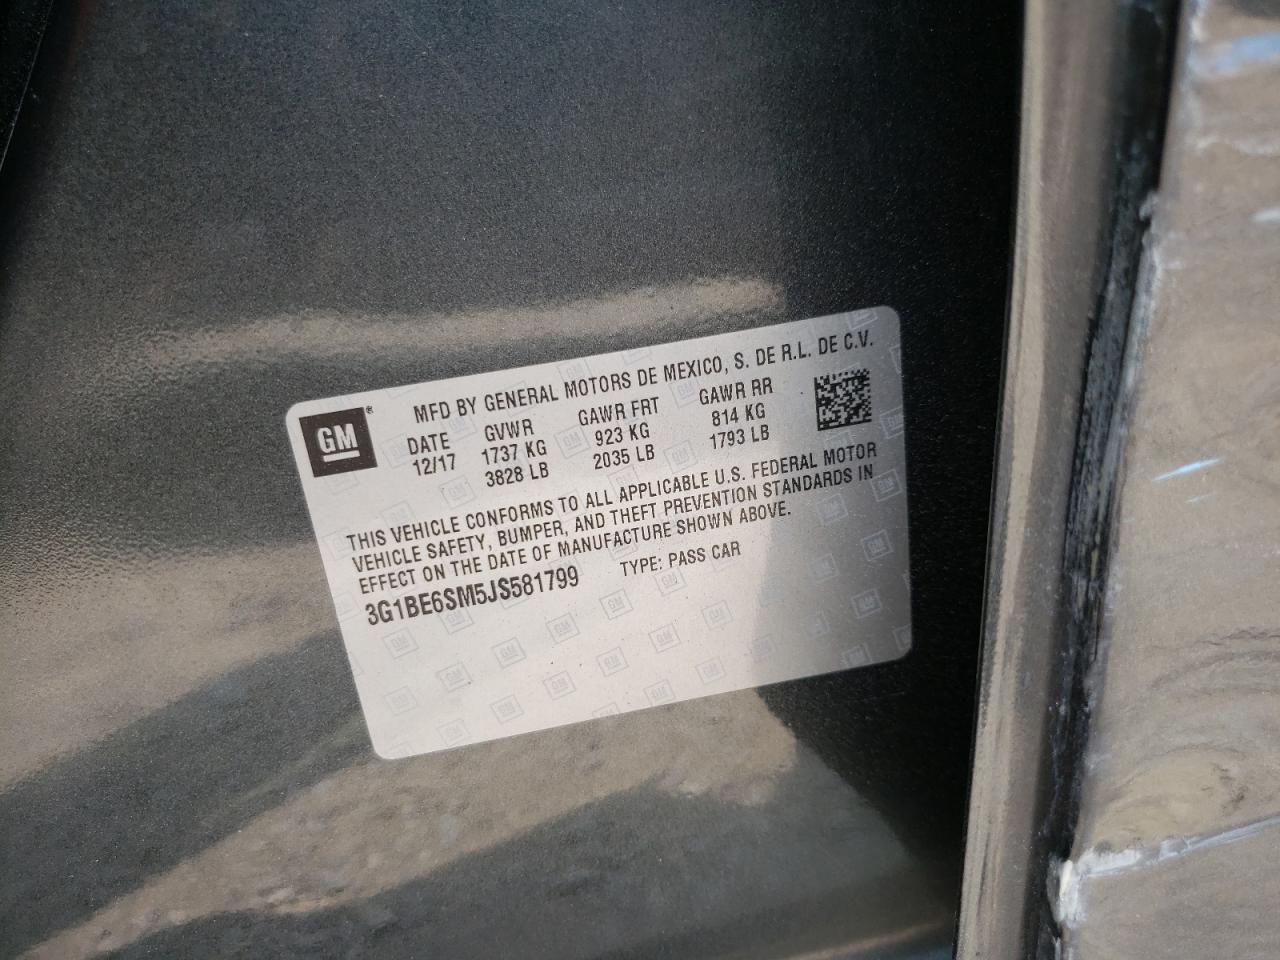 GM®
MFD BY GENERAL MOTORS DE MEXICO, S. DE R.L. DE C.V.
DATE GVWR GAWR FRT GAWR RR
12/17 1737 KG 923 KG 814 KG
3828 LB 2035 LB 1793 LB
THIS VEHICLE CONFORMS TO ALL APPLICABLE U.S. FEDERAL MOTOR
VEHICLE SAFETY, BUMPER, AND THEFT PREVENTION STANDARDS IN
EFFECT ON THE DATE OF MANUFACTURE SHOWN ABOVE.
3G1BE6SM5JS581799 TYPE: PASS CAR